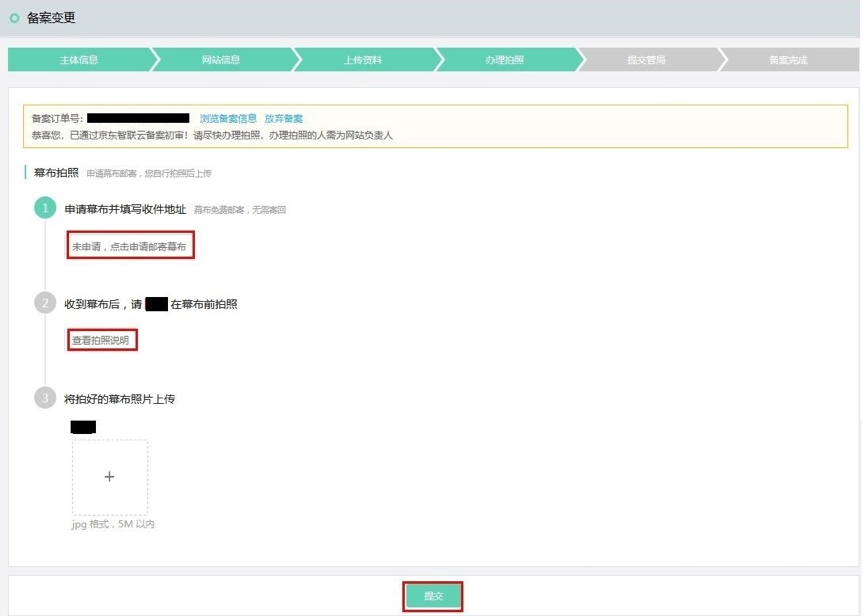 备案变更
主体信息 网站信息 上传资料 办理拍照 提交管局 备案完成
备案订单号： 浏览备案信息 放弃备案
恭喜您，已通过京东智联云备案初审！请尽快办理拍照，办理拍照的人需为网站负责人
幕布拍照 申请幕布邮寄，您自行拍照后上传
1 申请幕布并填写收件地址 幕布免费邮寄，无需寄回
未申请，点击申请邮寄幕布
2 收到幕布后，请 在幕布前拍照
查看拍照说明
3 将拍好的幕布照片上传
+
jpg 格式，5M 以内
提交